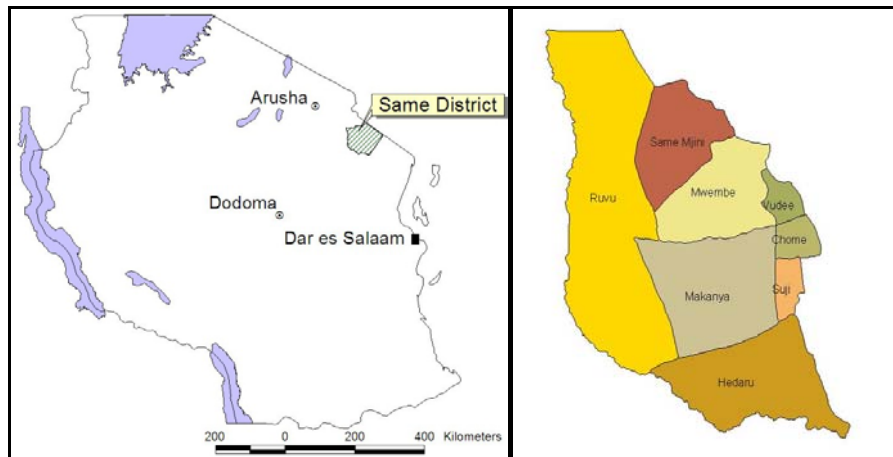 Arusha
Same District
Dodoma
Dar es Salaam
200 0 200 400 Kilometers
Same Mjini
Mwembe
Ruvu
Vudee
Chome
Makanya
Suji
Hedaru